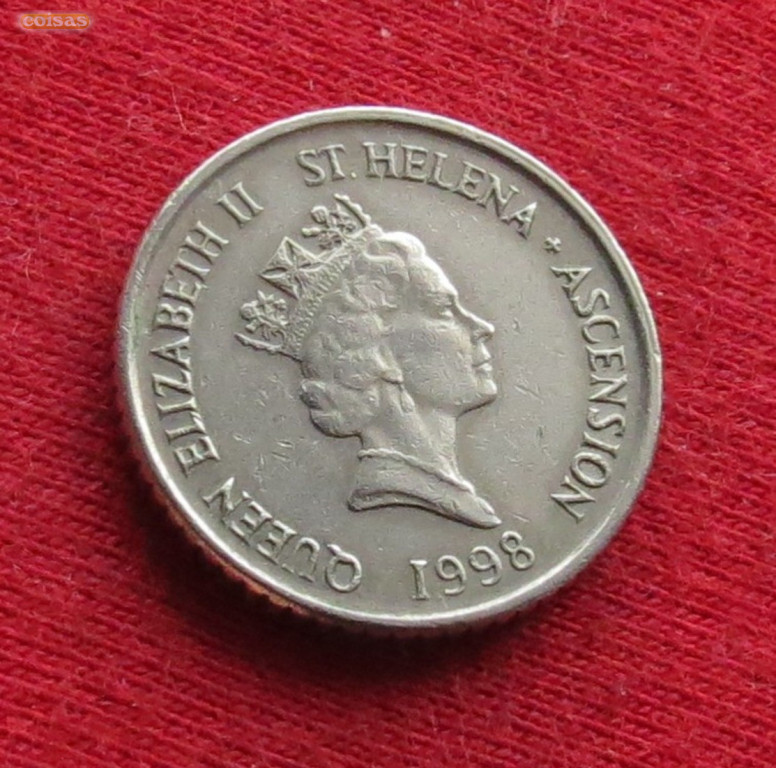 coisas
QUEEN ELIZABETH II
ST. HELENA * ASCENSION
1998